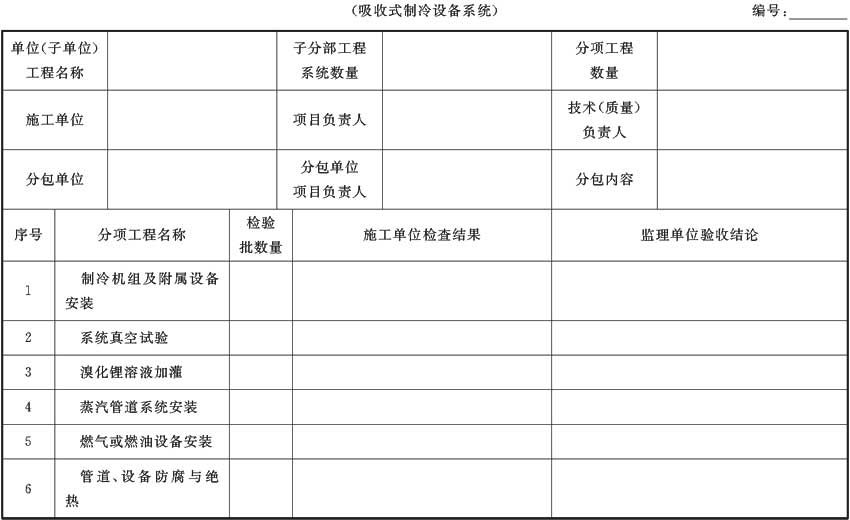 （吸收式制冷设备系统）
编号：
单位（子单位）
工程名称
子分部工程
系统数量
分项工程
数量
施工单位
项目负责人
技术（质量）
负责人
分包单位
分包单位
项目负责人
分包内容
序号
分项工程名称
检验
批数量
施工单位检查结果
监理单位验收结论
1
制冷机组及附属设备
安装
2
系统真空试验
3
溴化锂溶液加灌
4
蒸汽管道系统安装
5
燃气或燃油设备安装
6
管道、设备防腐与绝
热